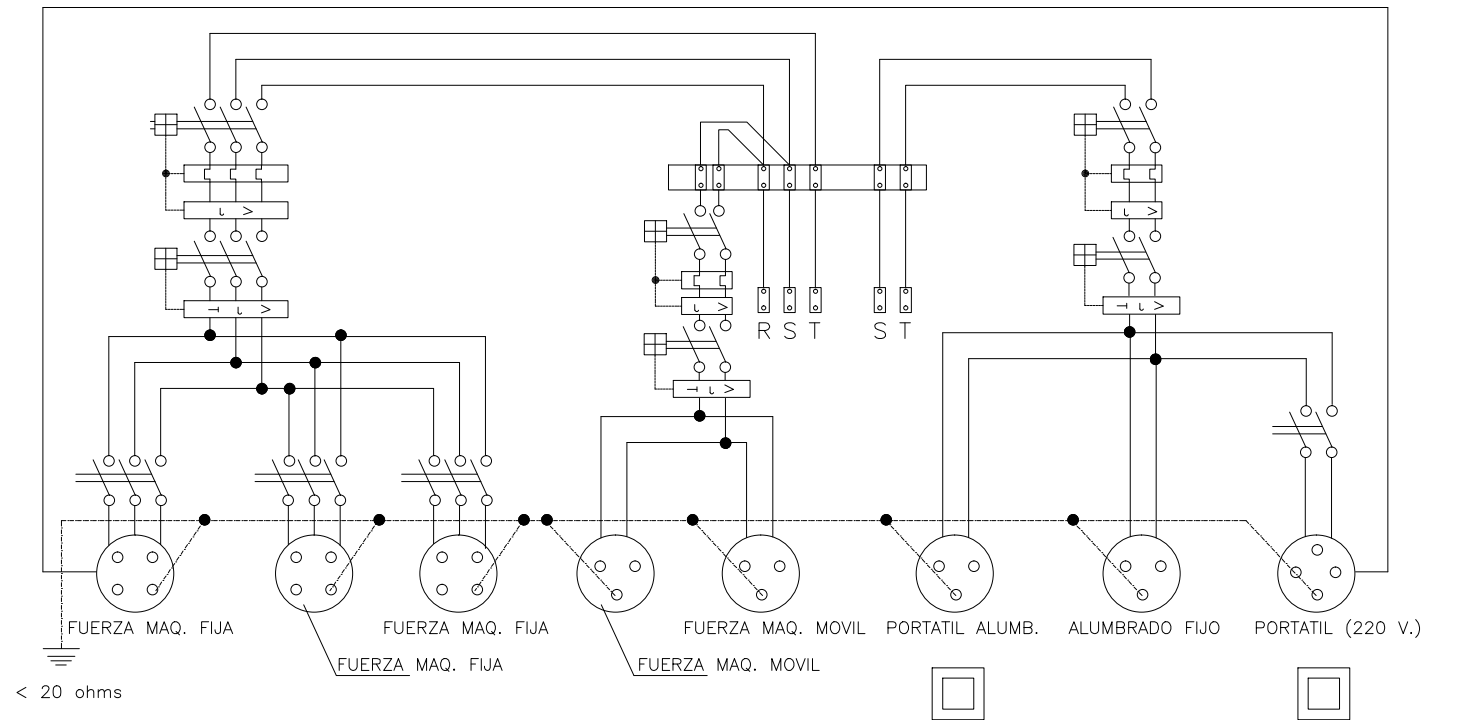 R S T S T
FUERZA MAQ. FIJA
FUERZA MAQ. FIJA
FUERZA MAQ. MOVIL
PORTATIL ALUMB.
ALUMBRADO FIJO
PORTATIL (220 V.)
FUERZA MAQ. FIJA
FUERZA MAQ. MOVIL
< 20 ohms